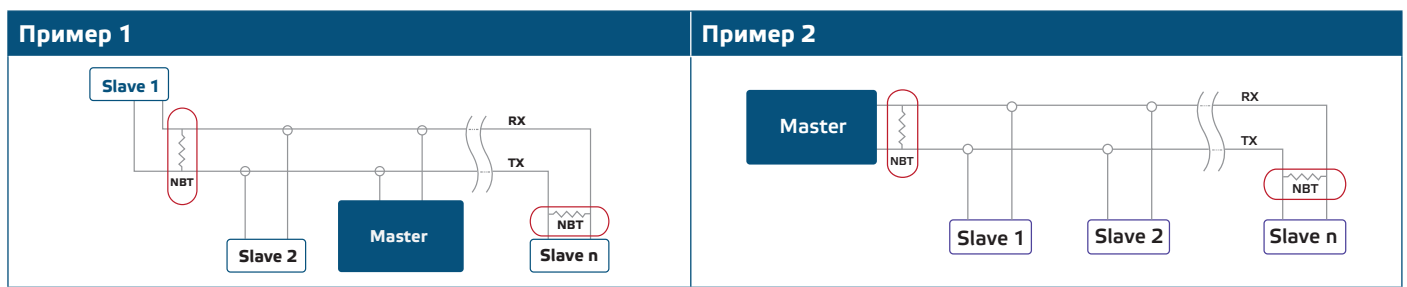 Пример 1
Slave 1
RX
TX
NBT
NBT
Master
Slave 2
Slave n
Пример 2
RX
Master
TX
NBT
NBT
Slave 1
Slave 2
Slave n